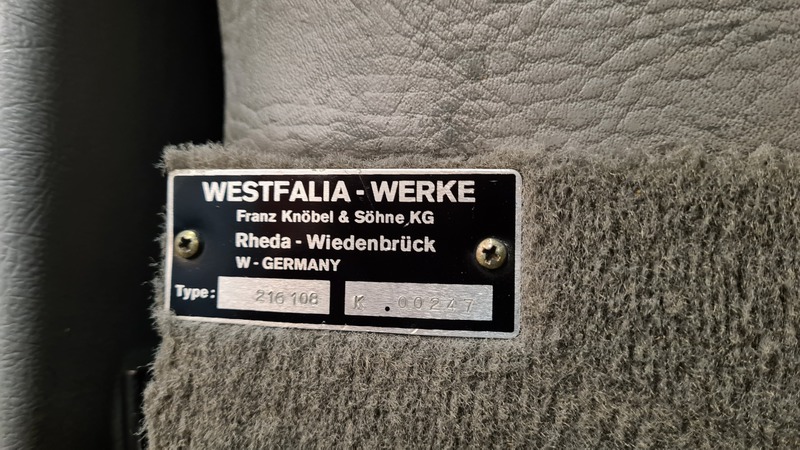 WESTFALIA - WERKE
Franz Knöbel & Söhne KG
Rheda - Wiedenbrück
W - GERMANY
Type: 216 108 K .00247